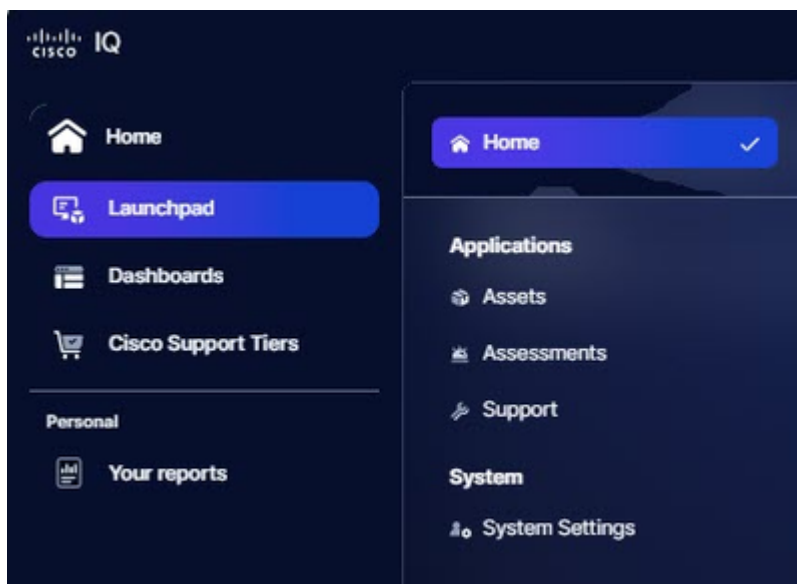 cisco IQ
Home
Launchpad
Dashboards
Cisco Support Tiers
Personal
Your reports
Home
Applications
Assets
Assessments
Support
System
System Settings